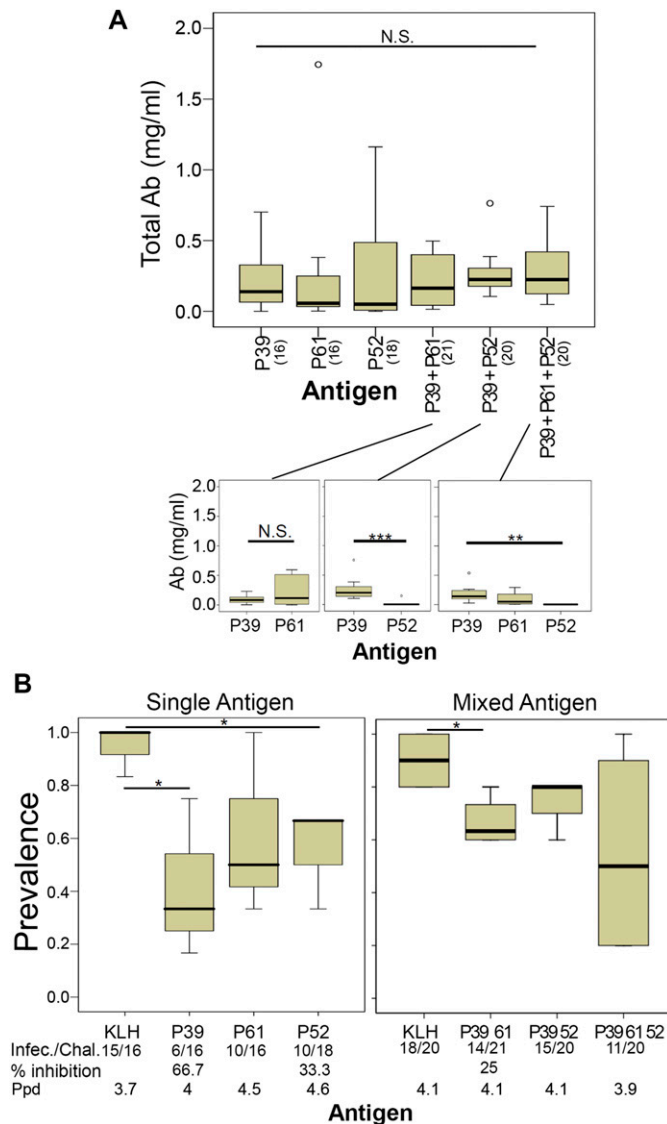 A
2.0
N.S.
1.5
1.0
0.5
0.0
Total Ab (mg/ml)
P39 (16)
P61 (16)
P52 (18)
P39+P61 (21)
P39+P52 (20)
P39+P61+P52 (20)
Antigen
2.0
1.5
1.0
0.5
0.0
Ab (mg/ml)
N.S.
***
**
P39 P61 P39 P52 P39 P61 P52
Antigen
B
Single Antigen Mixed Antigen
1.0
0.8
0.6
0.4
0.2
0.0
Prevalence
*
*
*
KLH P39 P61 P52 KLH P39 61 P39 52 P39 61 52
Infec./Chal. 15/16 6/16 10/16 10/18 18/20 14/21 15/20 11/20
% inhibition 66.7 33.3 25
Ppd 3.7 4 4.5 4.6 4.1 4.1 4.1 3.9
Antigen